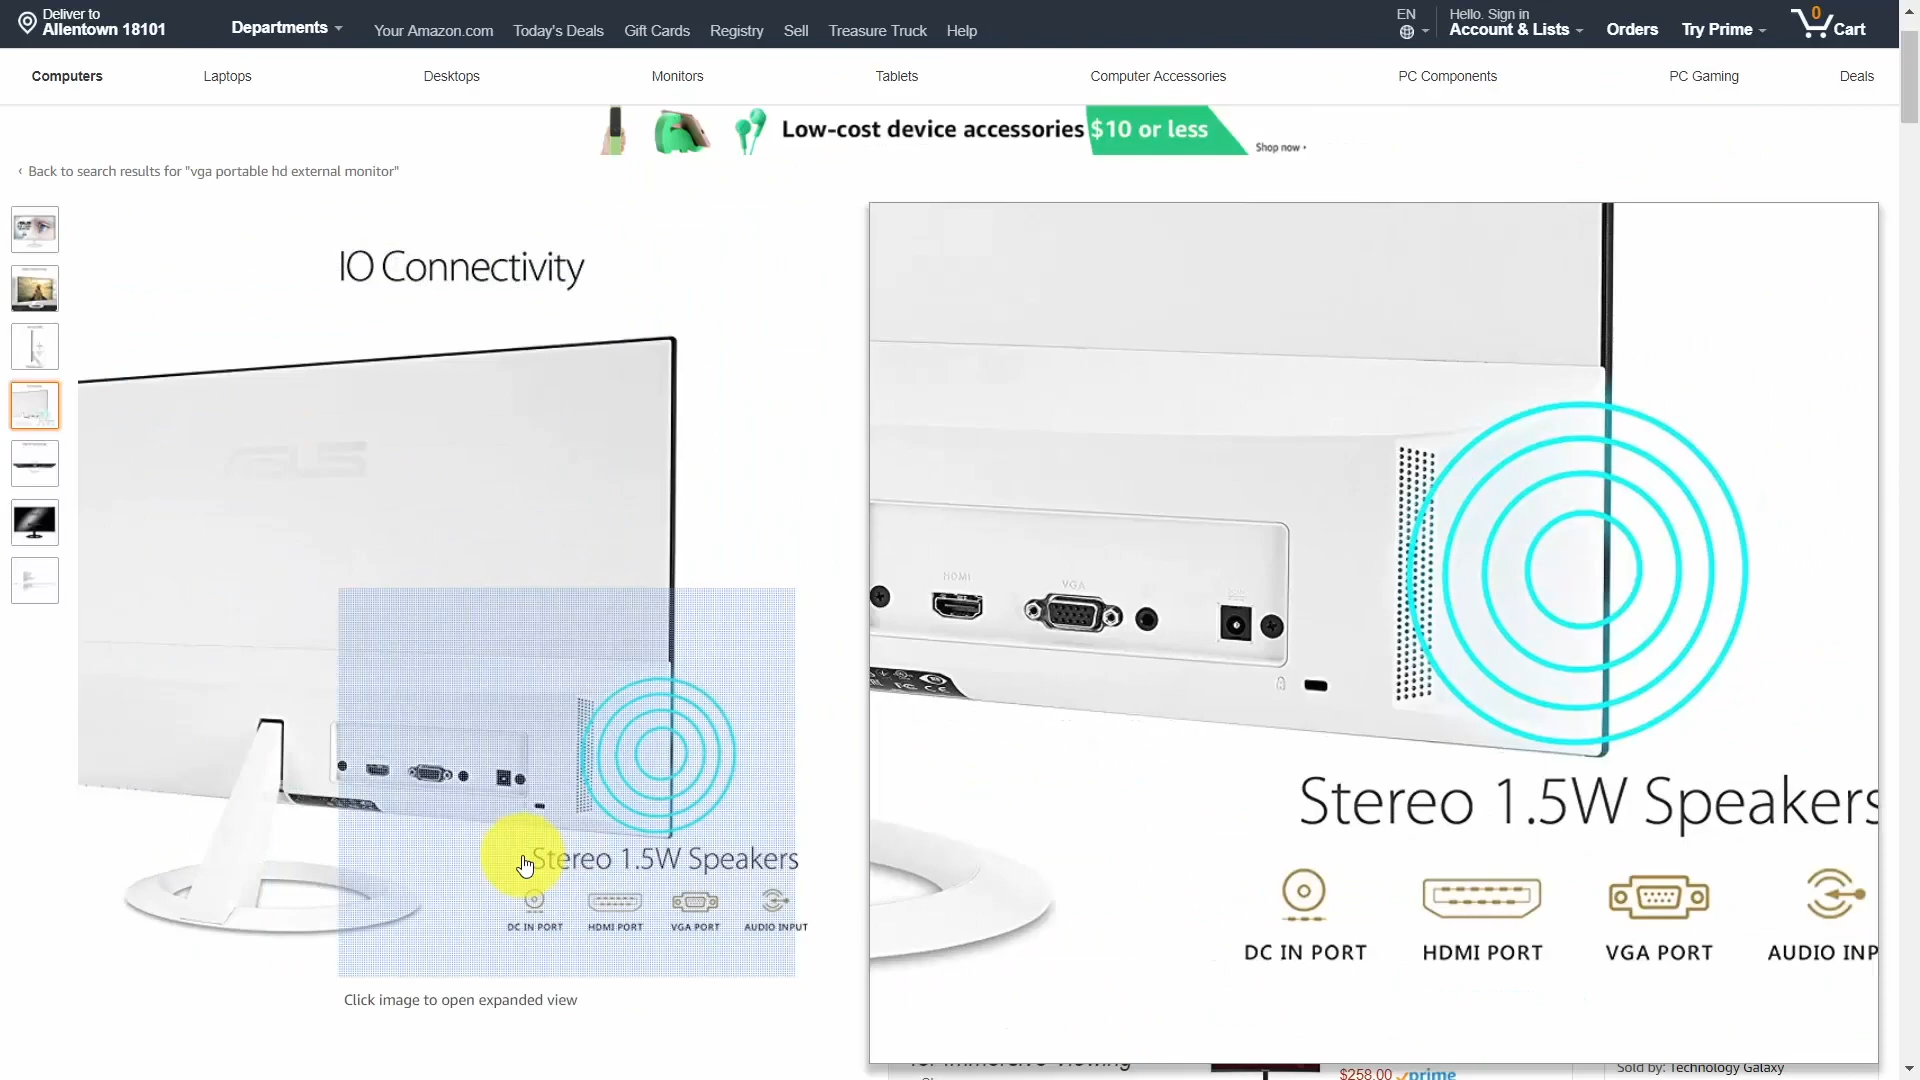 Deliver to
Allentown 18101
Departments
Your Amazon.com
Today's Deals
Gift Cards
Registry
Sell
Treasure Truck
Help
EN
Hello. Sign in
Account & Lists
Orders
Try Prime
0
Cart
Computers
Laptops
Desktops
Monitors
Tablets
Computer Accessories
PC Components
PC Gaming
Deals
Low-cost device accessories $10 or less
Shop now ›
‹ Back to search results for "vga portable hd external monitor"
IO Connectivity
ASUS
Stereo 1.5W Speakers
DC IN PORT
HDMI PORT
VGA PORT
AUDIO INPUT
Click image to open expanded view
HDMI
VGA
Stereo 1.5W Speakers
DC IN PORT
HDMI PORT
VGA PORT
AUDIO INP
$258.00 prime
Sold by: Technology Galaxy